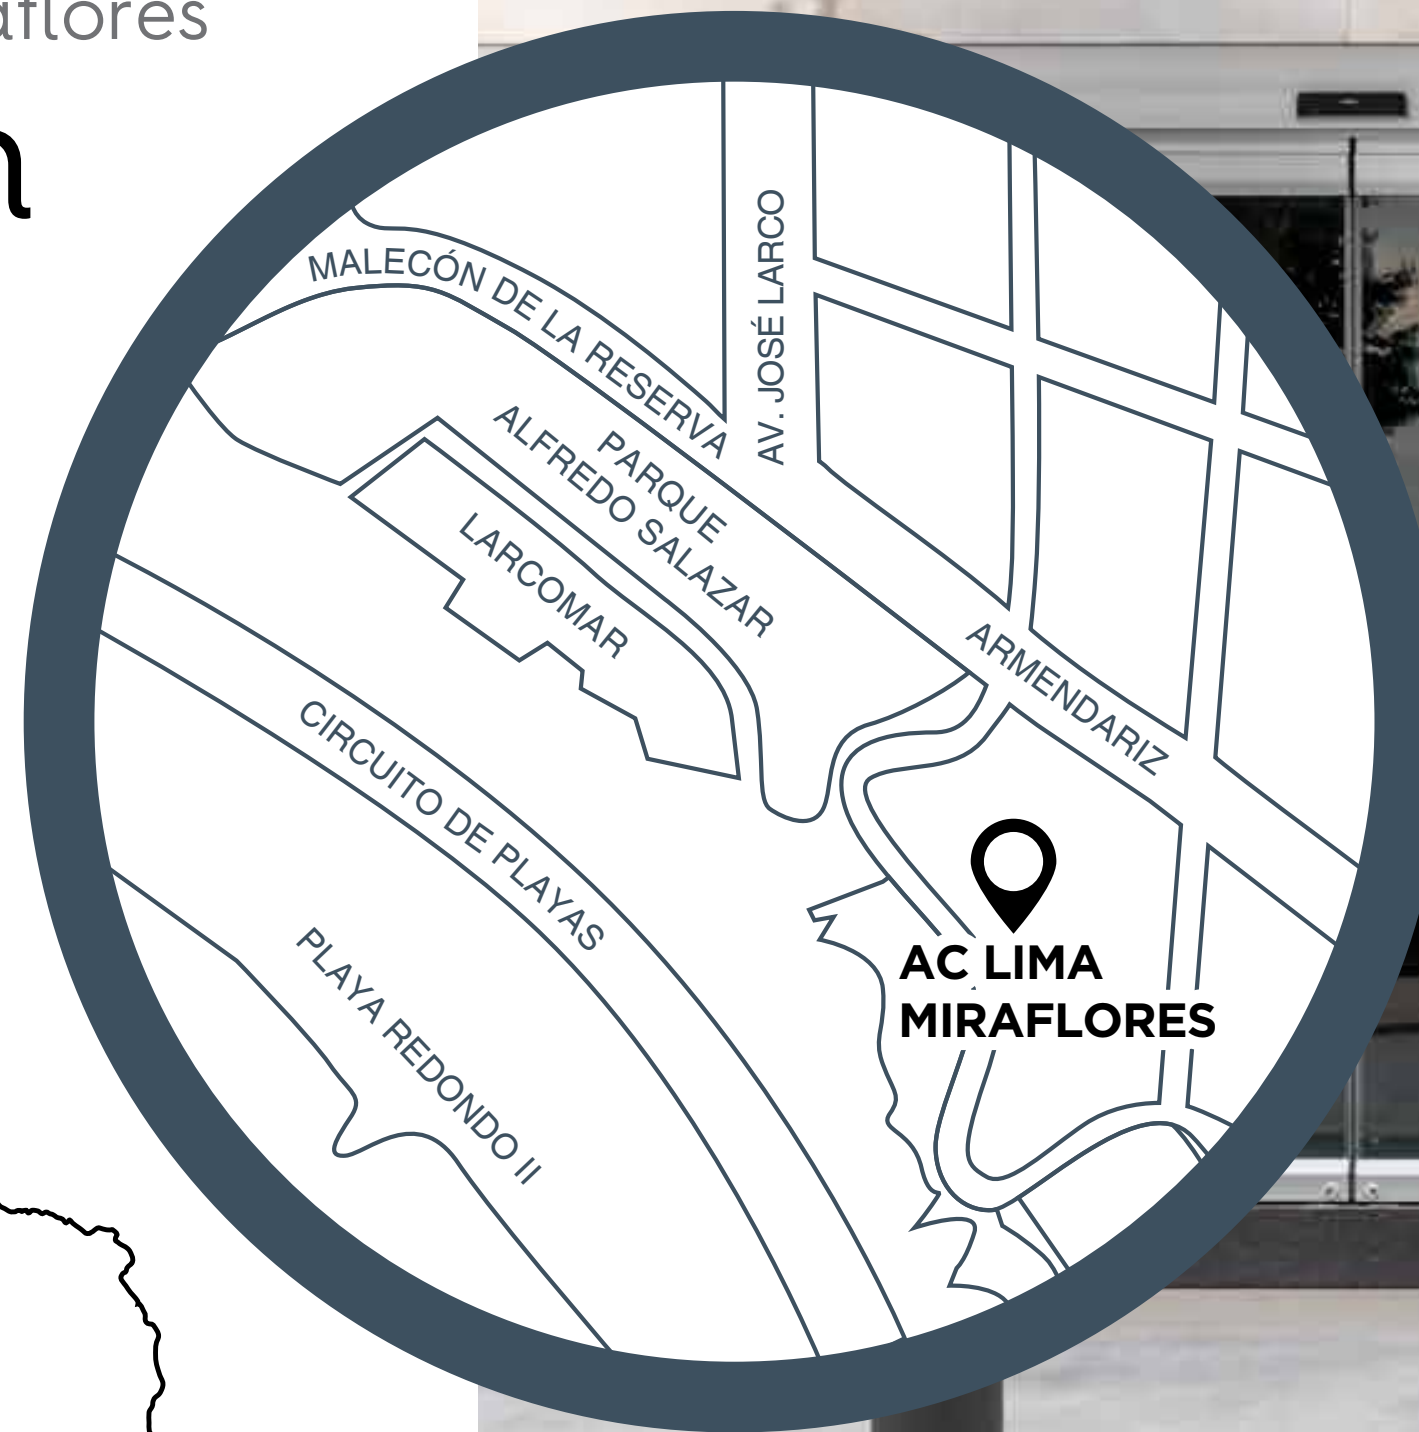 MALECÓN DE LA RESERVA
AV. JOSÉ LARCO
PARQUE
ALFREDO SALAZAR
LARCOMAR
ARMENDARIZ
CIRCUITO DE PLAYAS
AC LIMA
MIRAFLORES
PLAYA REDONDO II